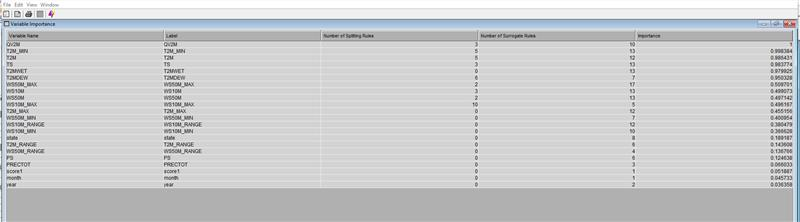 File Edit View Window
Variable Importance
Variable Name Label Number of Splitting Rules Number of Surrogate Rules Importance
QV2M QV2M 3 10 1
T2M_MIN T2M_MIN 5 13 0.998384
T2M T2M 5 12 0.986431
TS TS 3 13 0.983774
T2MWET T2MWET 0 13 0.979925
T2MDEW T2MDEW 6 7 0.950328
WS50M_MAX WS50M_MAX 2 17 0.509701
WS10M WS10M 3 13 0.499073
WS50M WS50M 2 13 0.497142
WS10M_MAX WS10M_MAX 10 5 0.496167
T2M_MAX T2M_MAX 0 12 0.455156
WS50M_MIN WS50M_MIN 0 7 0.400954
WS10M_RANGE WS10M_RANGE 0 12 0.380479
WS10M_MIN WS10M_MIN 0 10 0.366628
state state 0 8 0.189187
T2M_RANGE T2M_RANGE 0 6 0.143608
WS50M_RANGE WS50M_RANGE 0 4 0.136766
PS PS 0 6 0.124638
PRECTOT PRECTOT 0 3 0.066033
score1 score1 0 1 0.051887
month month 0 1 0.045733
year year 0 2 0.036358